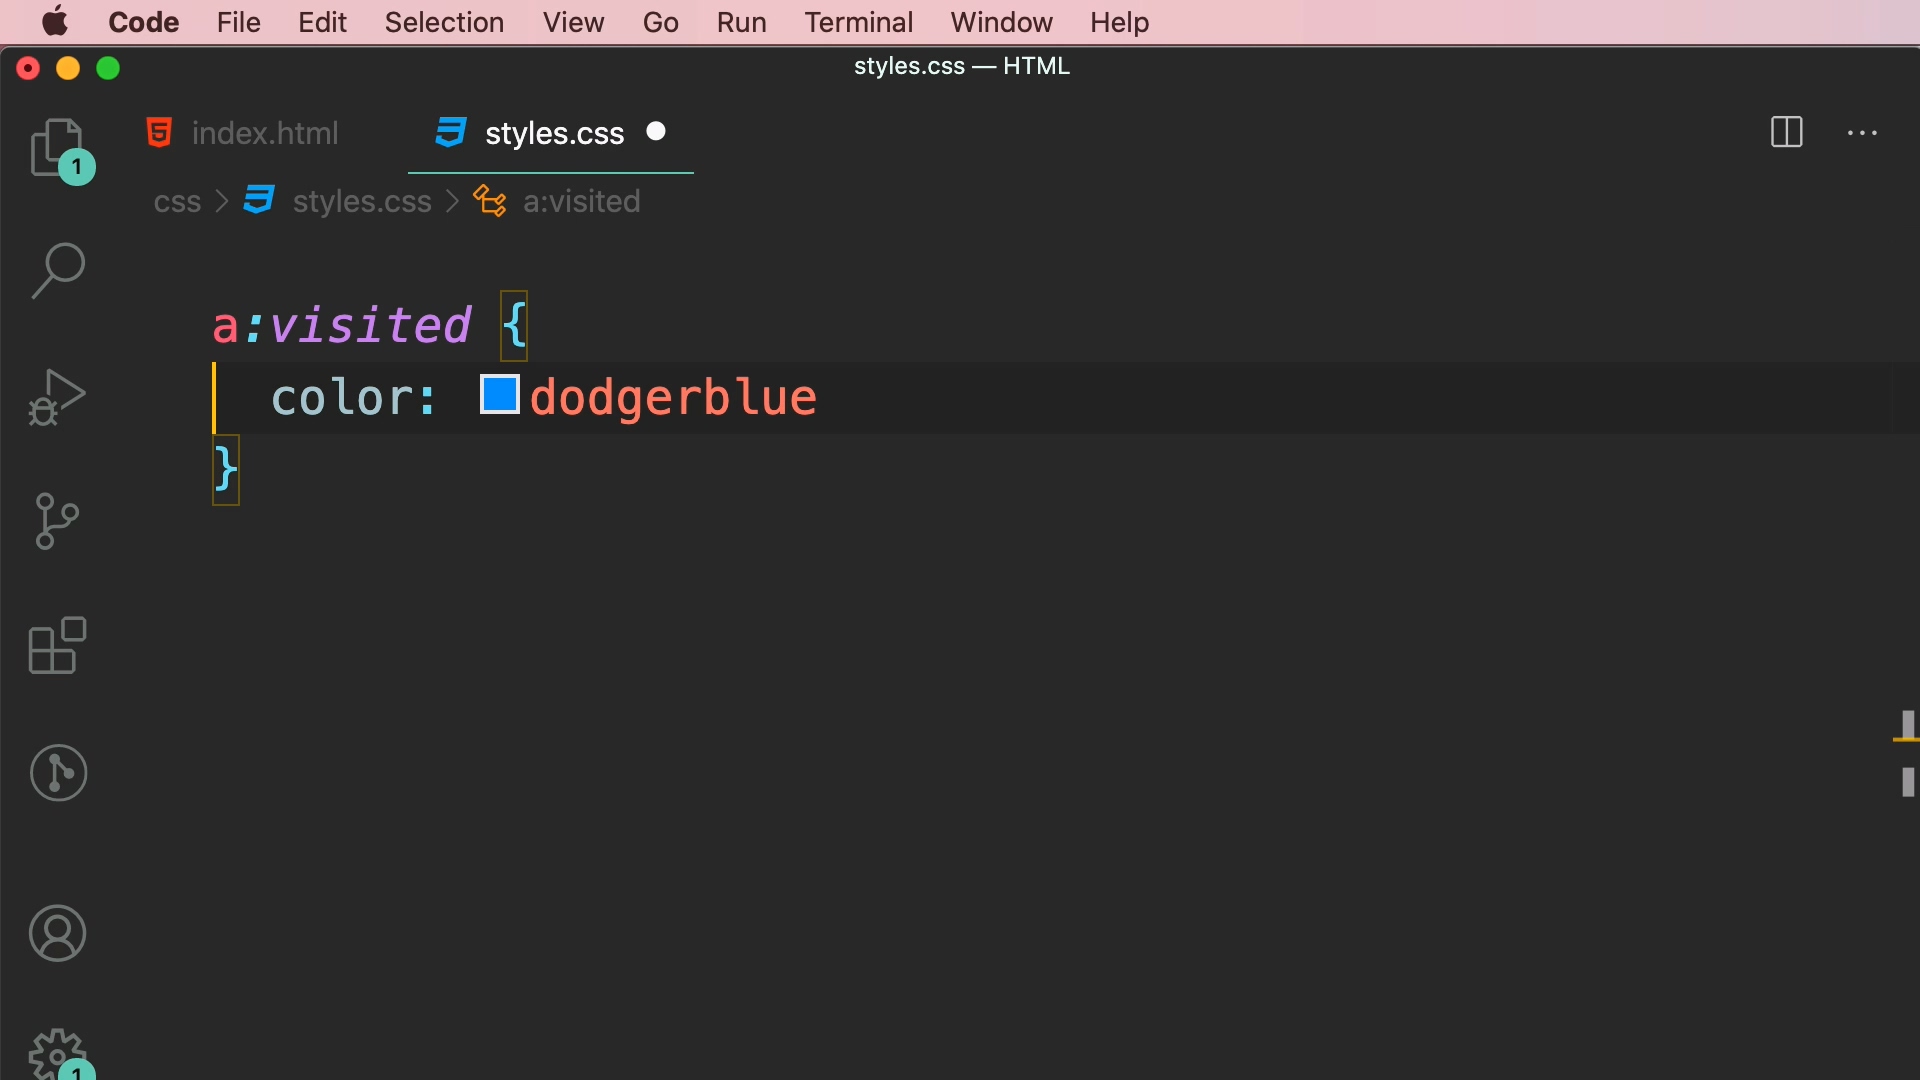 Code File Edit Selection View Go Run Terminal Window Help
styles.css — HTML
index.html styles.css
css > styles.css > a:visited
a:visited {
color: dodgerblue
}
1
1